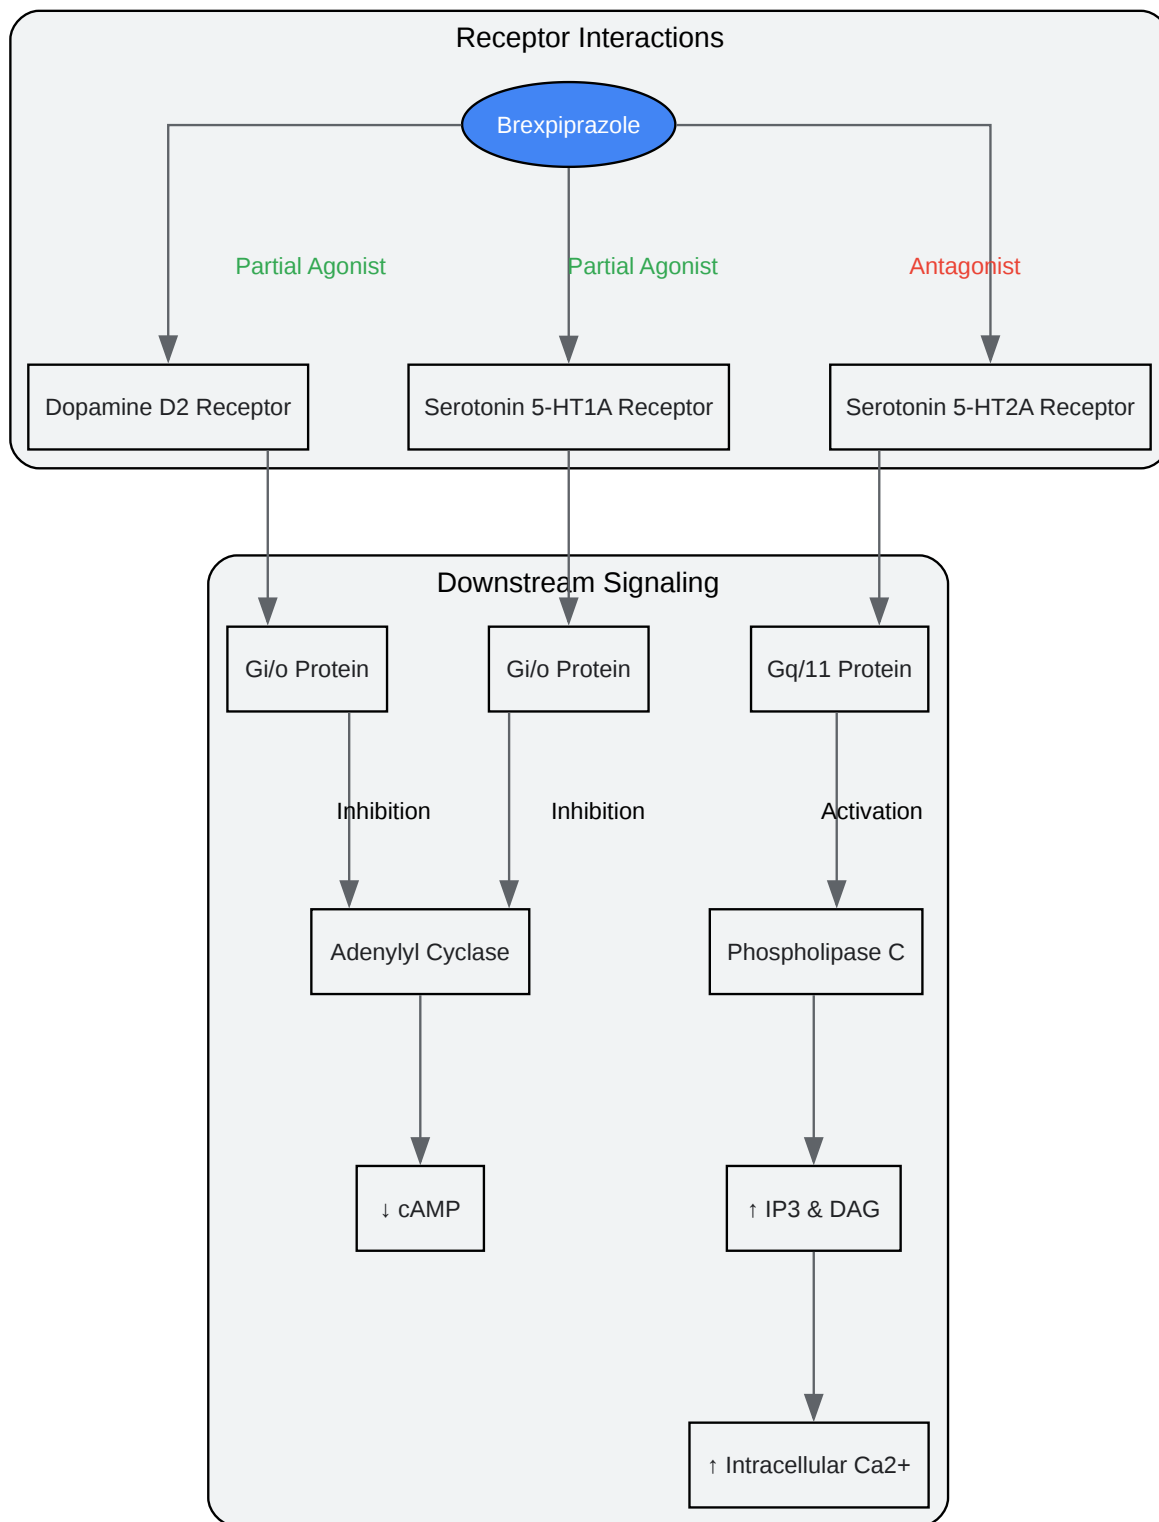 Receptor Interactions
Brexpiprazole
Partial Agonist
Partial Agonist
Antagonist
Dopamine D2 Receptor
Serotonin 5-HT1A Receptor
Serotonin 5-HT2A Receptor
Downstream Signaling
Gi/o Protein
Gi/o Protein
Gq/11 Protein
Inhibition
Inhibition
Activation
Adenylyl Cyclase
Phospholipase C
↓ cAMP
↑ IP3 & DAG
↑ Intracellular Ca2+